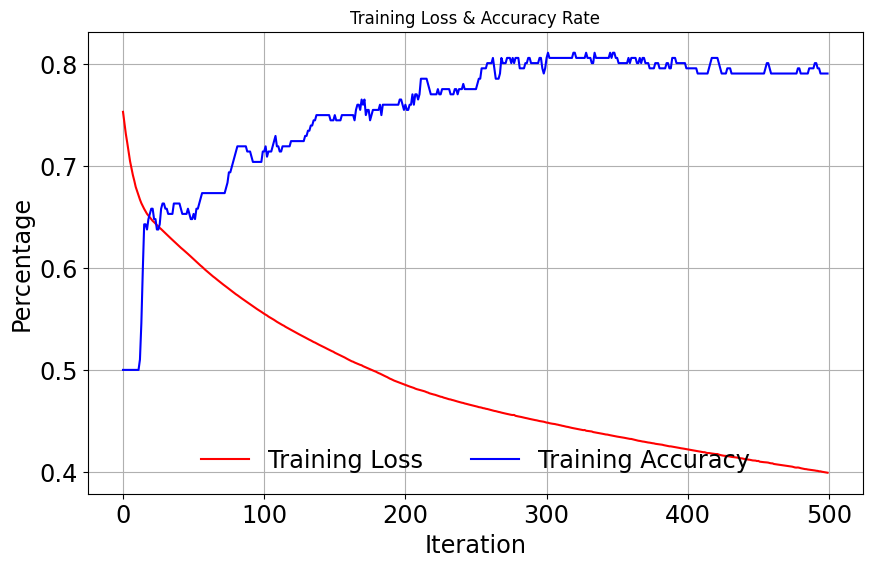 Training Loss & Accuracy Rate
0.8
0.7
0.6
0.5
0.4
Percentage
Training Loss Training Accuracy
0 100 200 300 400 500
Iteration